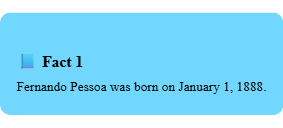 Fact 1
Fernando Pessoa was born on January 1, 1888.